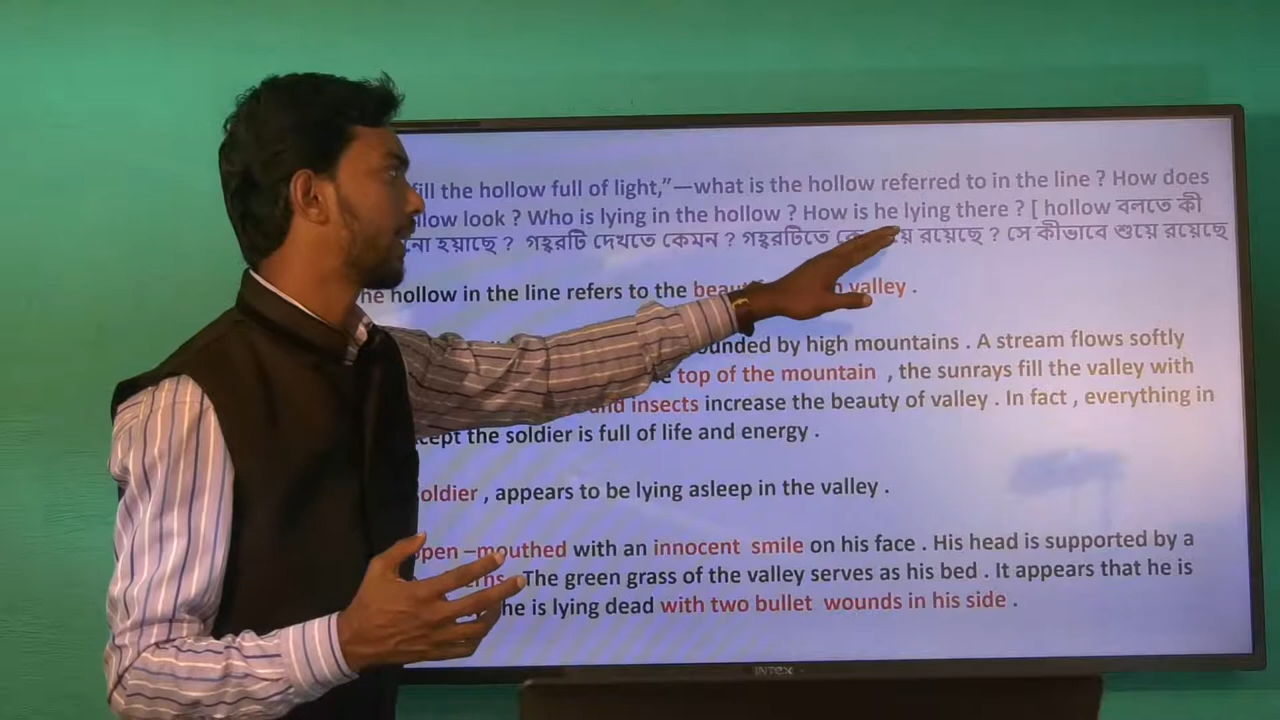 fill the hollow full of light,”—what is the hollow referred to in the line ? How does
look ? Who is lying in the hollow ? How is he lying there ? [ hollow বলতে কী
হয়াছে ? গহ্বরটি দেখতে কেমন ? গহ্বরটিতে রয়েছে ? সে কীভাবে শুয়ে রয়েছে
hollow in the line refers to the valley .
by high mountains . A stream flows softly
top of the mountain , the sunrays fill the valley with
insects increase the beauty of valley . In fact , everything in
the soldier is full of life and energy .
, appears to be lying asleep in the valley .
–mouthed with an innocent smile on his face . His head is supported by a
The green grass of the valley serves as his bed . It appears that he is
he is lying dead with two bullet wounds in his side .
INTEX